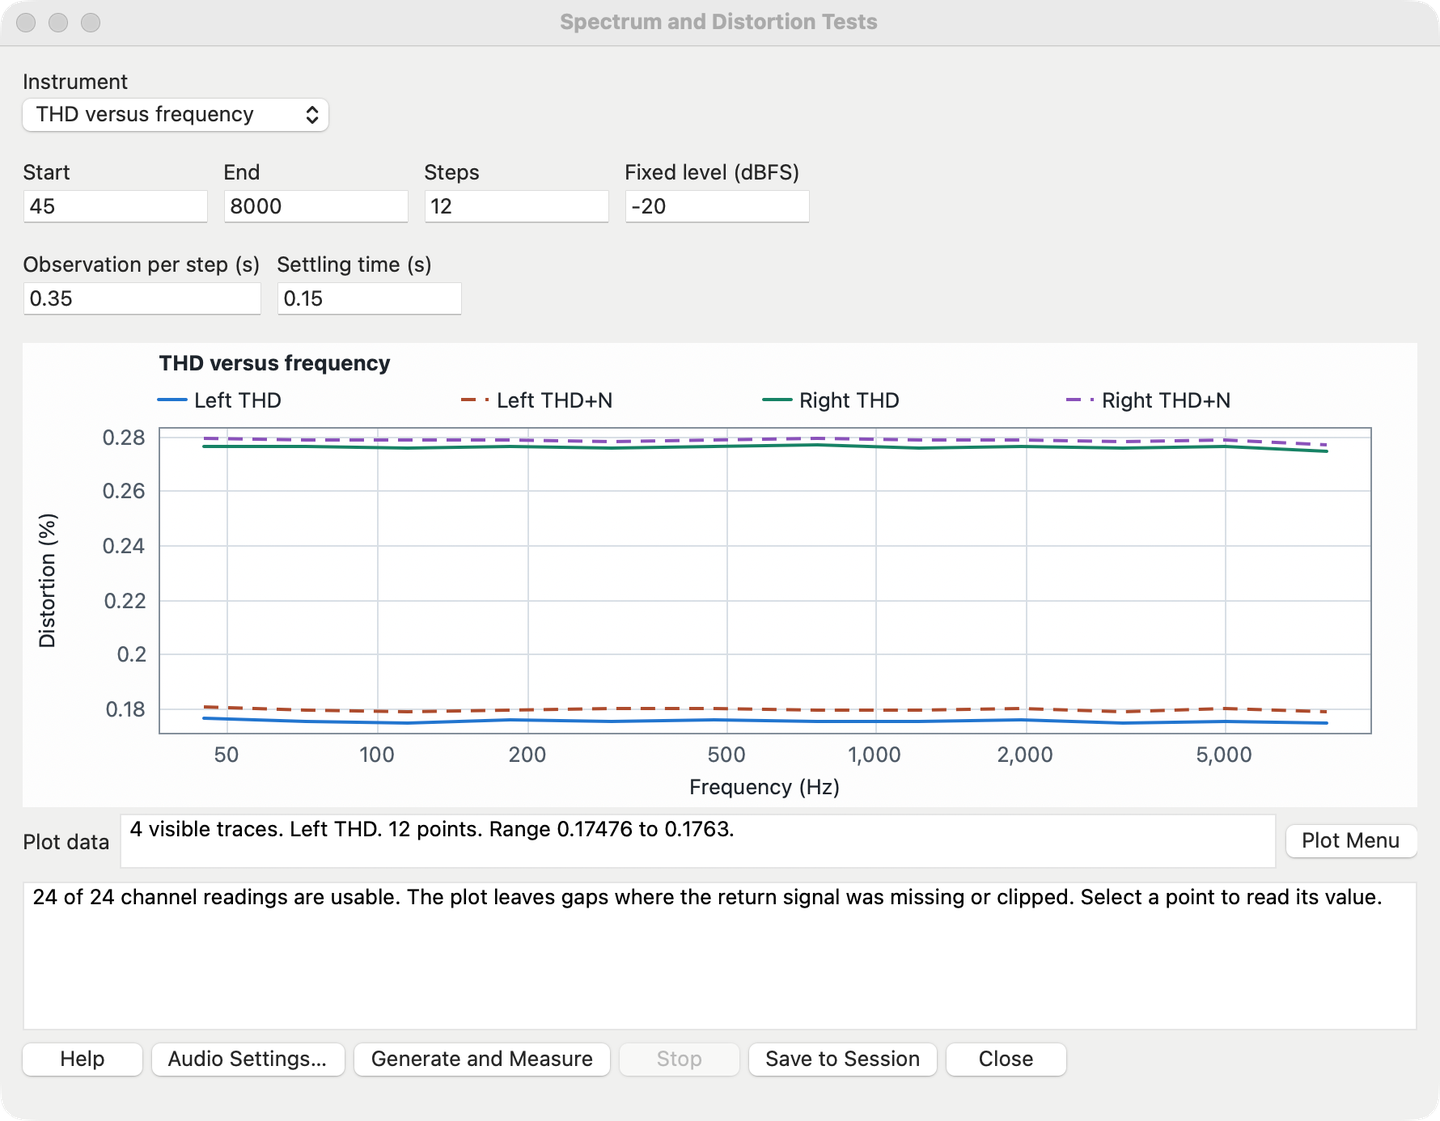 Spectrum and Distortion Tests
Instrument
THD versus frequency
Start
End
Steps
Fixed level (dBFS)
45
8000
12
-20
Observation per step (s)
Settling time (s)
0.35
0.15
THD versus frequency
Left THD
Left THD+N
Right THD
Right THD+N
0.28
0.26
0.24
0.22
0.2
0.18
Distortion (%)
50
100
200
500
1,000
2,000
5,000
Frequency (Hz)
Plot data
4 visible traces. Left THD. 12 points. Range 0.17476 to 0.1763.
Plot Menu
24 of 24 channel readings are usable. The plot leaves gaps where the return signal was missing or clipped. Select a point to read its value.
Help
Audio Settings...
Generate and Measure
Stop
Save to Session
Close